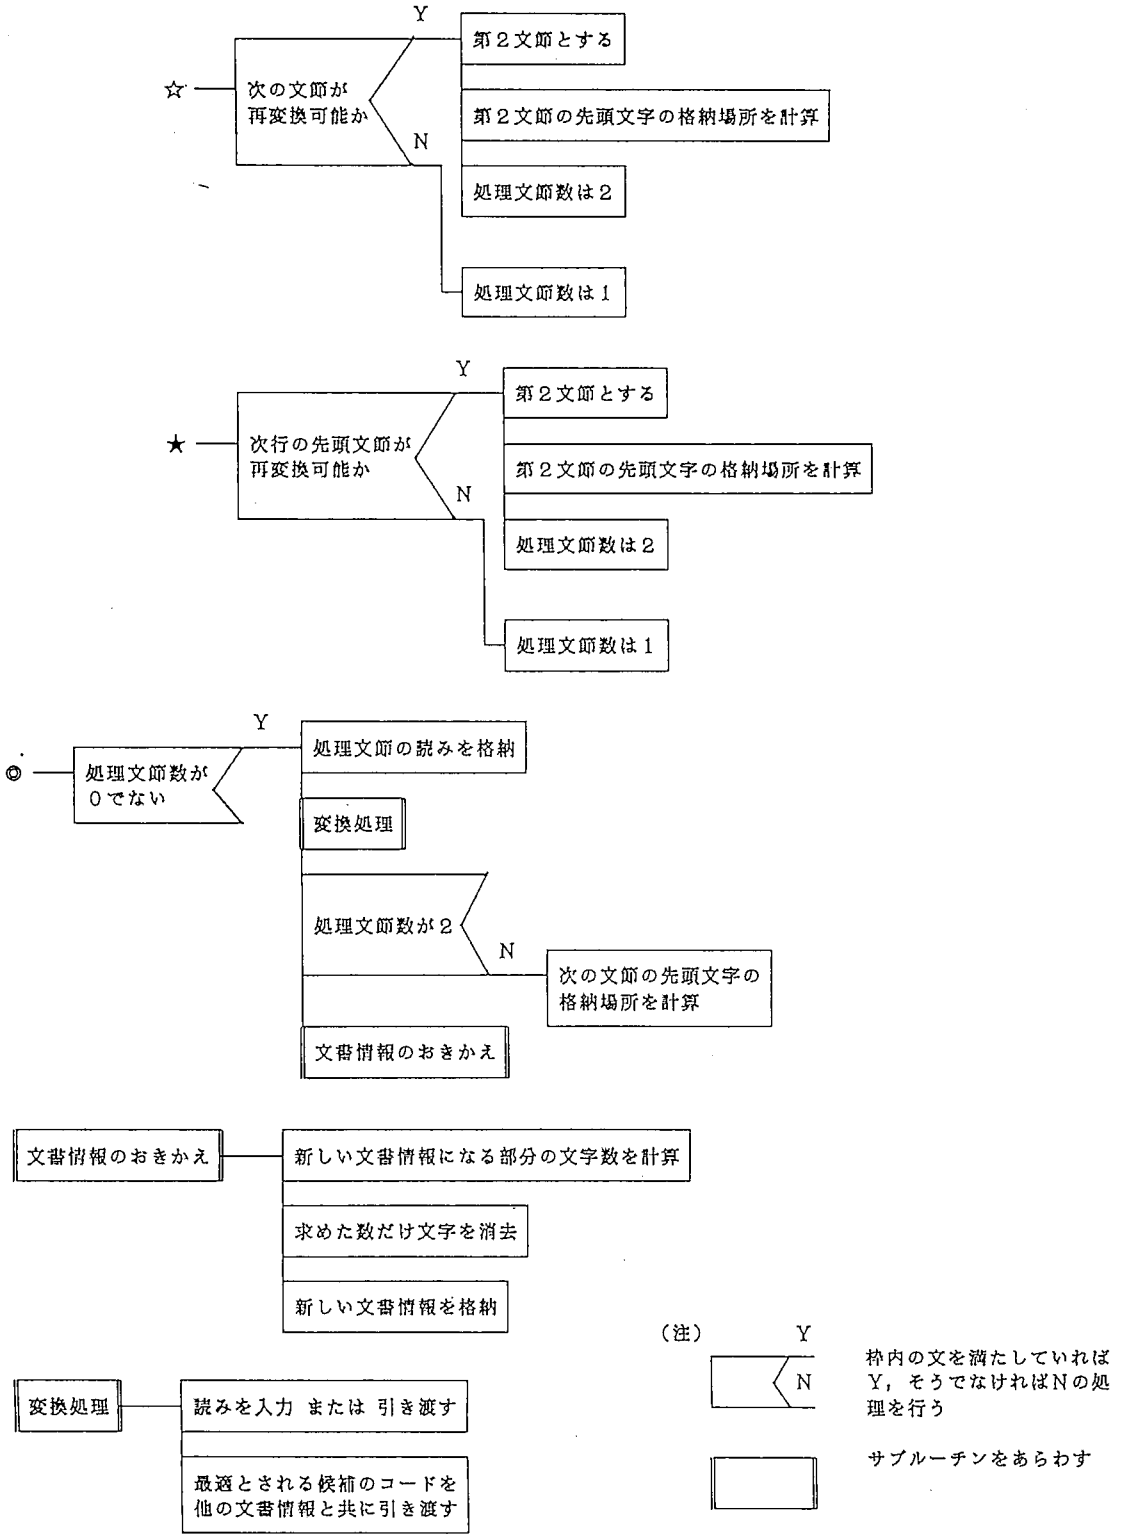 Y
第2文節とする
☆
次の文節が
再変換可能か
第2文節の先頭文字の格納場所を計算
N
処理文節数は2
処理文節数は1
Y
第2文節とする
★
次行の先頭文節が
再変換可能か
第2文節の先頭文字の格納場所を計算
N
処理文節数は2
処理文節数は1
Y
処理文節の読みを格納
◎
処理文節数が
0でない
変換処理
処理文節数が2
N
次の文節の先頭文字の
格納場所を計算
文書情報のおきかえ
文書情報のおきかえ
新しい文書情報になる部分の文字数を計算
求めた数だけ文字を消去
新しい文書情報を格納
変換処理
読みを入力 または 引き渡す
最適とされる候補のコードを
他の文書情報と共に引き渡す
(注)
Y
N
枠内の文を満たしていれば
Y,そうでなければNの処
理を行う
サブルーチンをあらわす